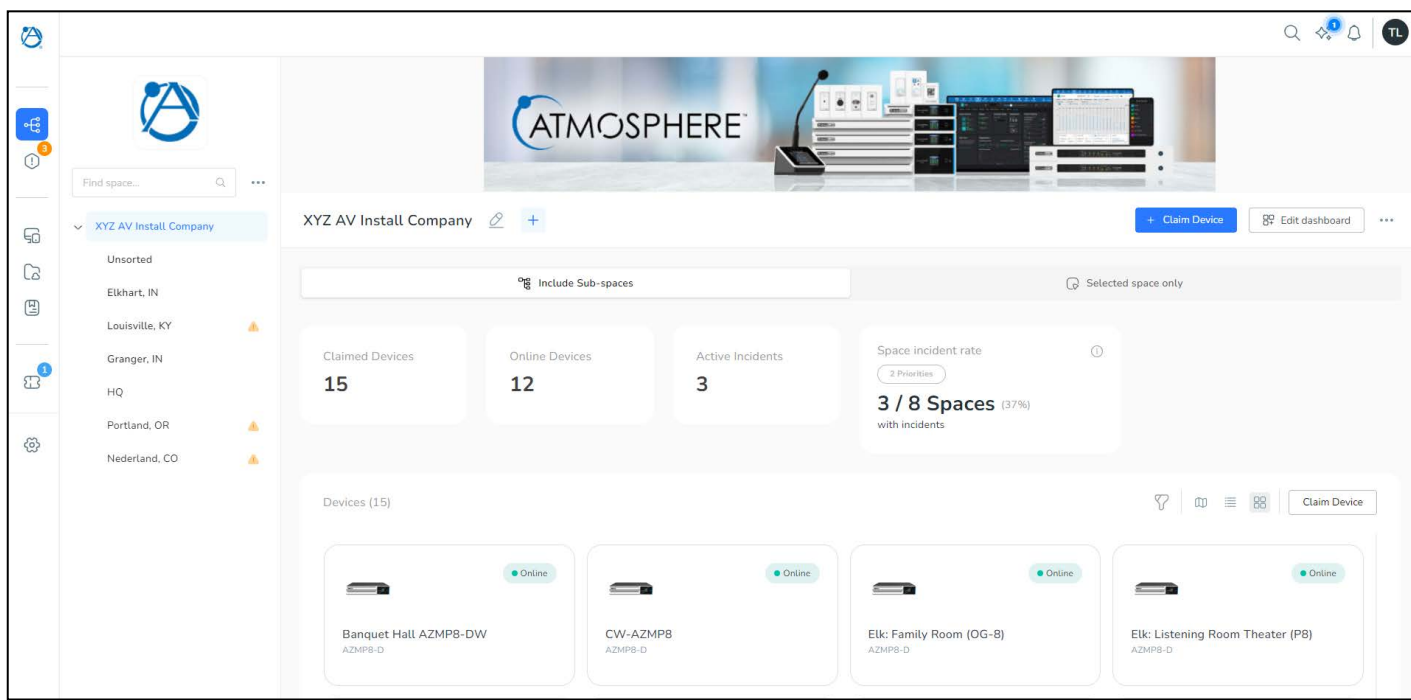 1
TL
3
1
Find space...
XYZ AV Install Company
Unsorted
Elkhart, IN
Louisville, KY
Granger, IN
HQ
Portland, OR
Nederland, CO
ATMOSPHERE™
XYZ AV Install Company
+ Claim Device
Edit dashboard
Include Sub-spaces
Selected space only
Claimed Devices
15
Online Devices
12
Active Incidents
3
Space incident rate
2 Priorities
3 / 8 Spaces (37%)
with incidents
Devices (15)
Claim Device
Online
Banquet Hall AZMP8-DW
AZMP8-D
Online
CW-AZMP8
AZMP8-D
Online
Elk: Family Room (OG-8)
AZMP8-D
Online
Elk: Listening Room Theater (P8)
AZMP8-D